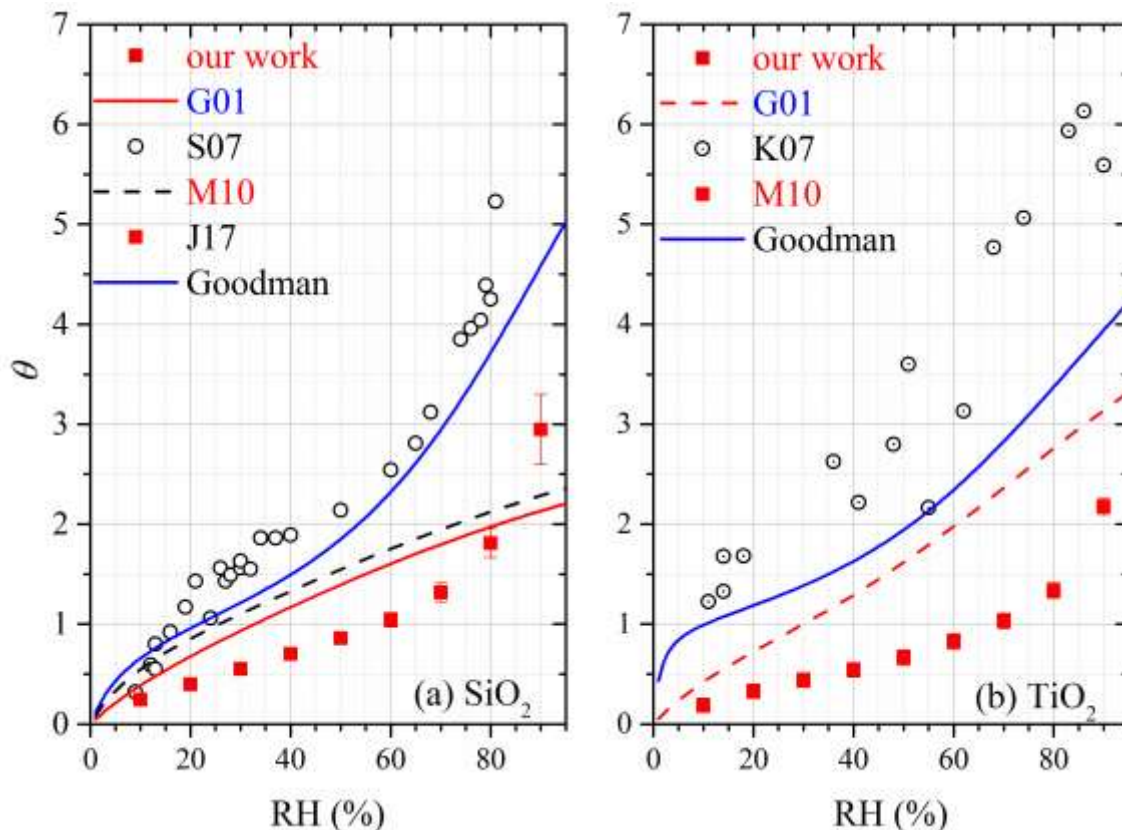 7
6
5
4
3
2
1
0
θ
our work
G01
S07
M10
J17
Goodman
(a) SiO₂
0 20 40 60 80
RH (%)
7
6
5
4
3
2
1
0
our work
G01
K07
M10
Goodman
(b) TiO₂
0 20 40 60 80
RH (%)